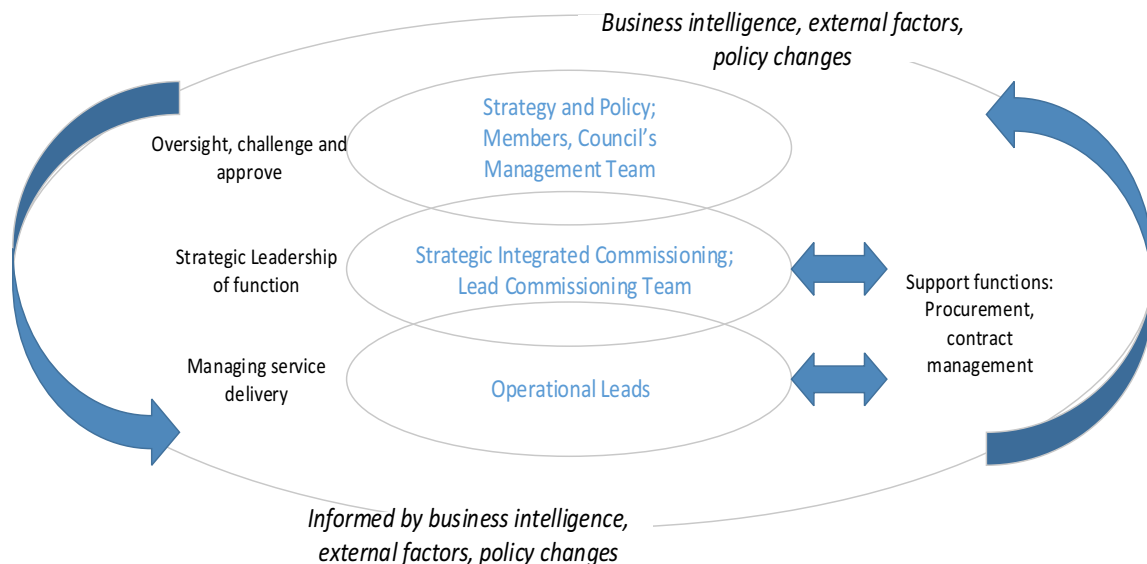 Business intelligence, external factors,
policy changes
Strategy and Policy;
Members, Council’s
Management Team
Oversight, challenge and
approve
Strategic Integrated Commissioning;
Lead Commissioning Team
Strategic Leadership
of function
Support functions:
Procurement,
contract
management
Managing service
delivery
Operational Leads
Informed by business intelligence,
external factors, policy changes